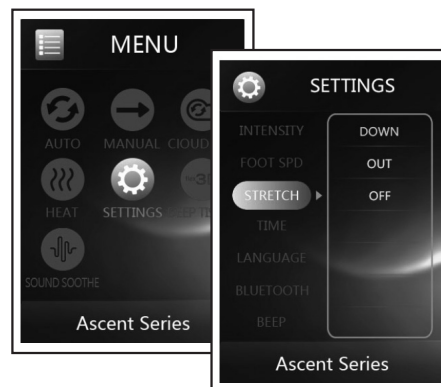 MENU
AUTO
MANUAL
HEAT
SETTINGS
SOUND SOOTHE
Ascent Series
SETTINGS
INTENSITY
FOOT SPD
STRETCH
TIME
LANGUAGE
BLUETOOTH
BEEP
DOWN
OUT
OFF
Ascent Series